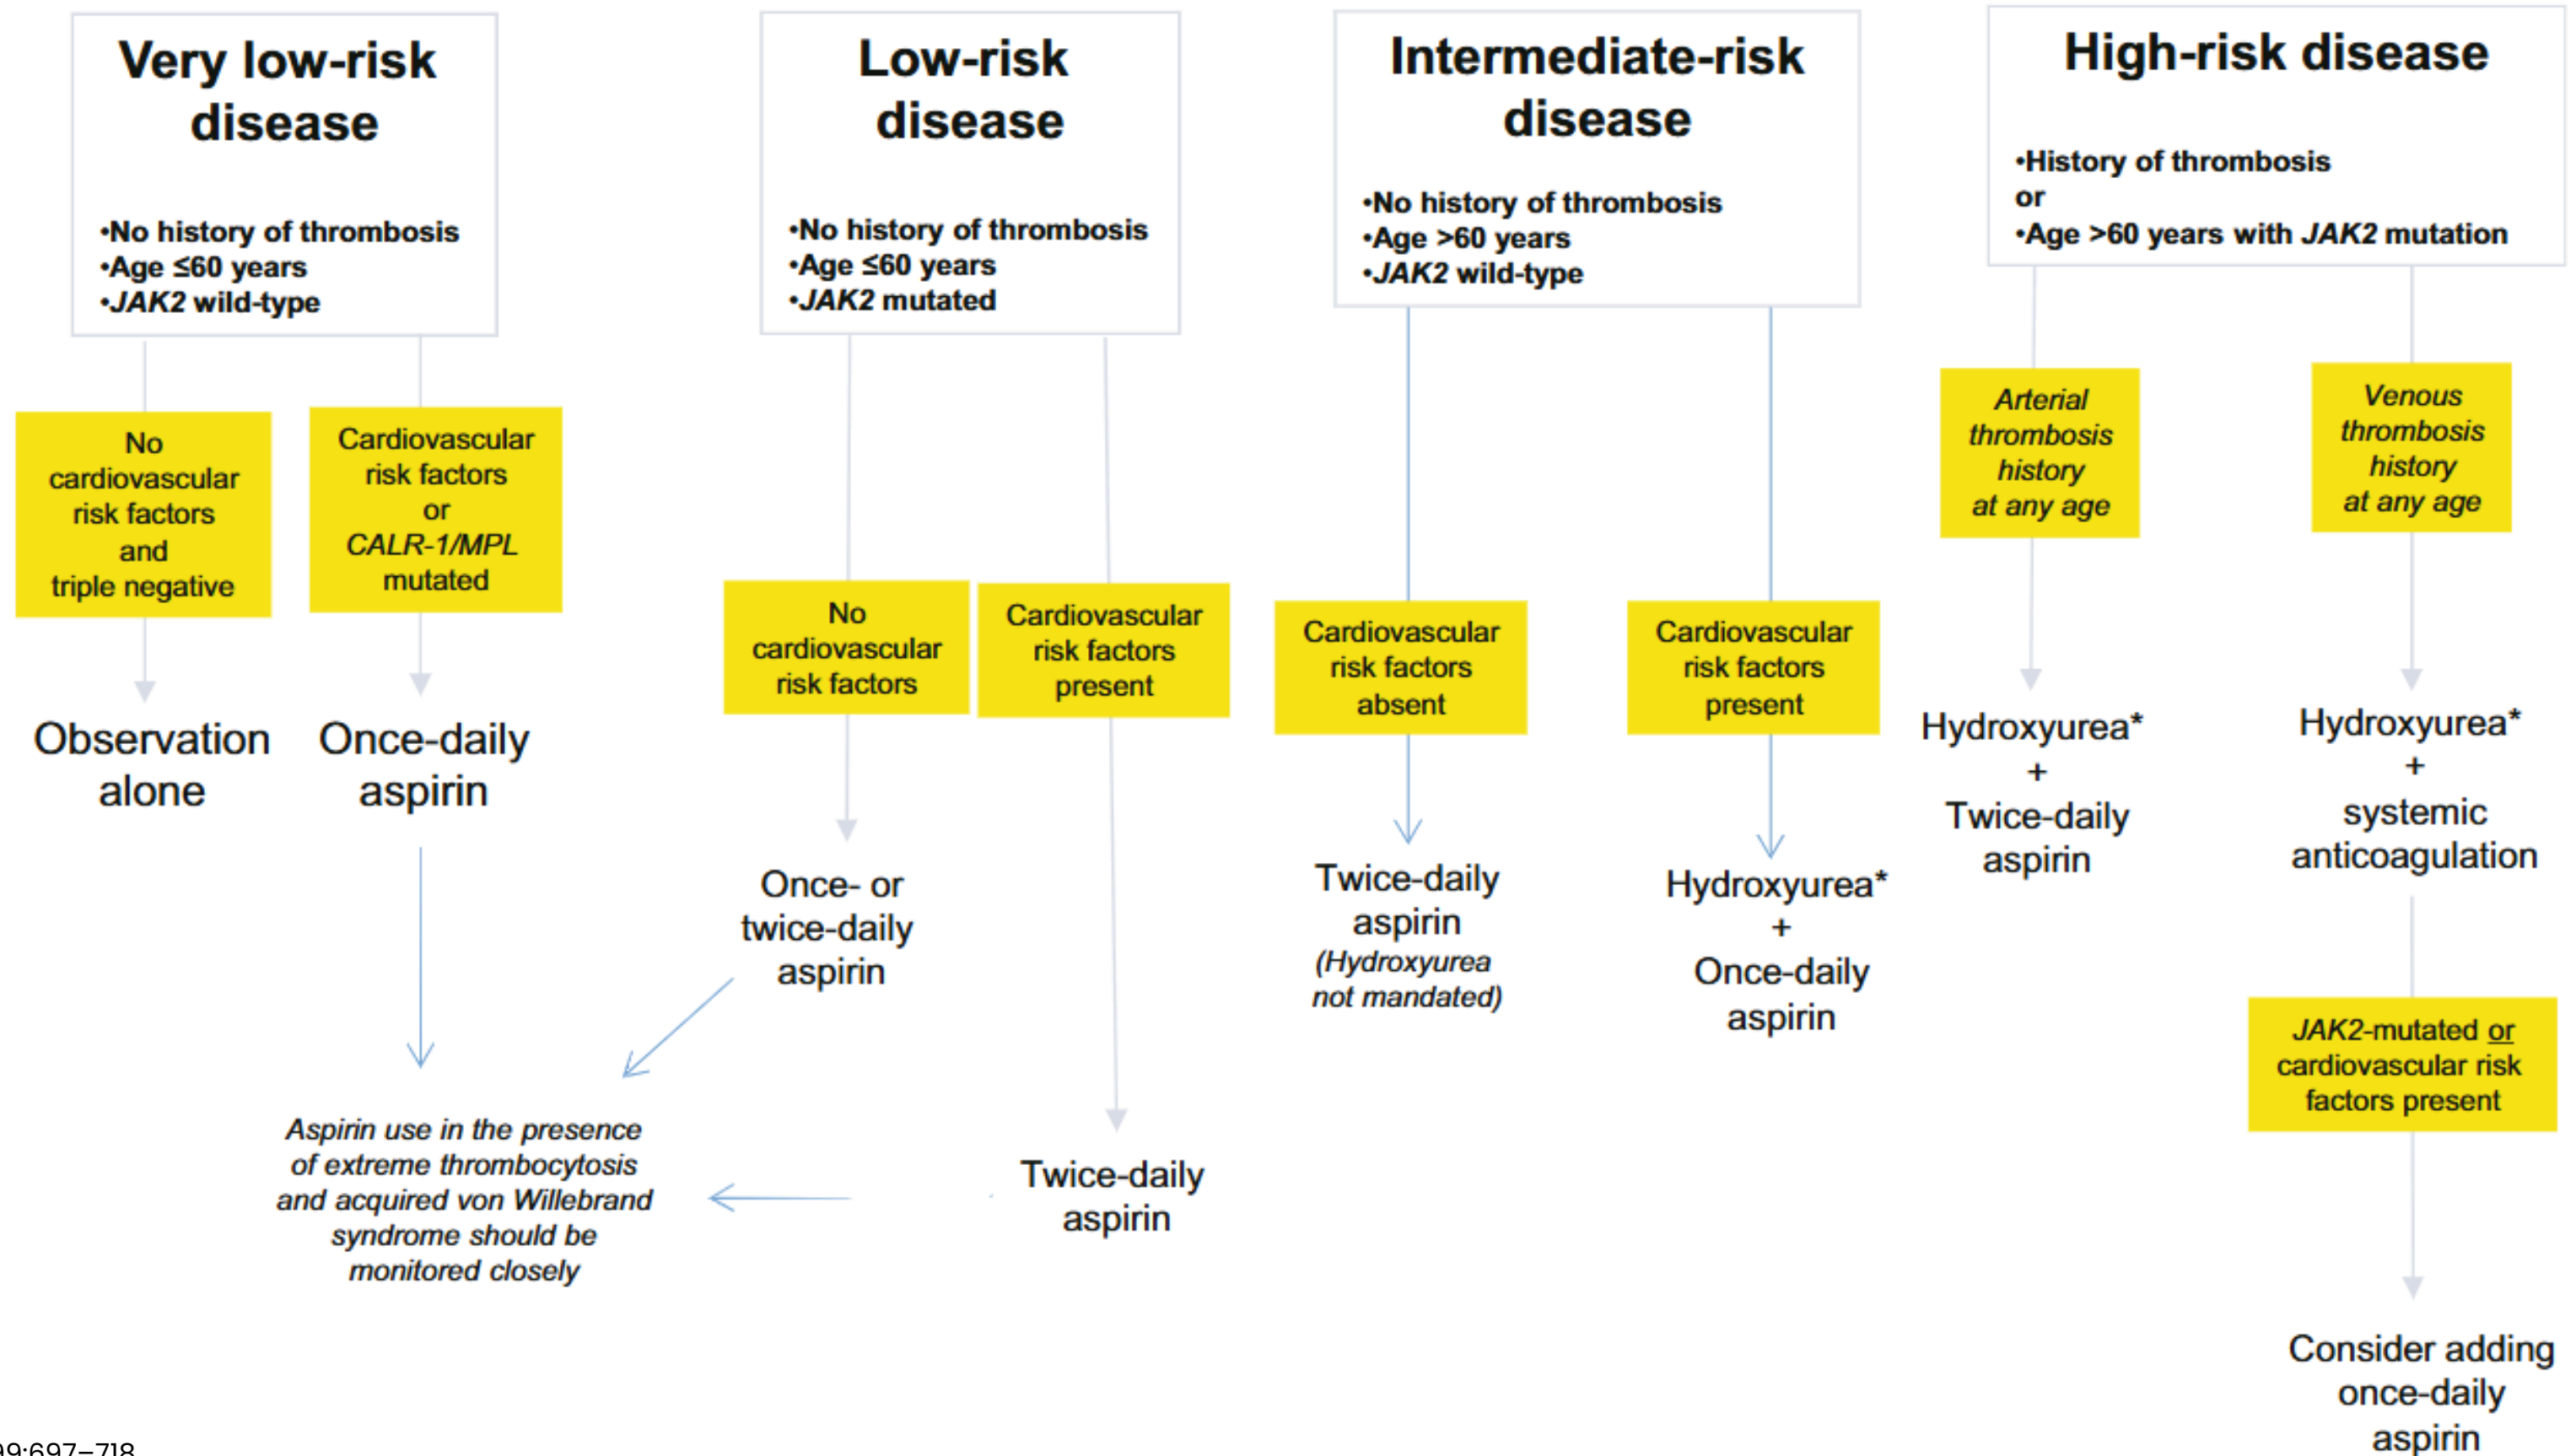 Very low-risk
disease
•No history of thrombosis
•Age ≤60 years
•JAK2 wild-type
No
cardiovascular
risk factors
and
triple negative
Observation
alone
Cardiovascular
risk factors
or
CALR-1/MPL
mutated
Once-daily
aspirin
Low-risk
disease
•No history of thrombosis
•Age ≤60 years
•JAK2 mutated
No
cardiovascular
risk factors
Once- or
twice-daily
aspirin
Cardiovascular
risk factors
present
Twice-daily
aspirin
Aspirin use in the presence
of extreme thrombocytosis
and acquired von Willebrand
syndrome should be
monitored closely
Intermediate-risk
disease
•No history of thrombosis
•Age >60 years
•JAK2 wild-type
Cardiovascular
risk factors
absent
Twice-daily
aspirin
(Hydroxyurea
not mandated)
Cardiovascular
risk factors
present
Hydroxyurea*
+
Once-daily
aspirin
High-risk disease
•History of thrombosis
or
•Age >60 years with JAK2 mutation
Arterial
thrombosis
history
at any age
Hydroxyurea*
+
Twice-daily
aspirin
Venous
thrombosis
history
at any age
Hydroxyurea*
+
systemic
anticoagulation
JAK2-mutated or
cardiovascular risk
factors present
Consider adding
once-daily
aspirin
99:697–718